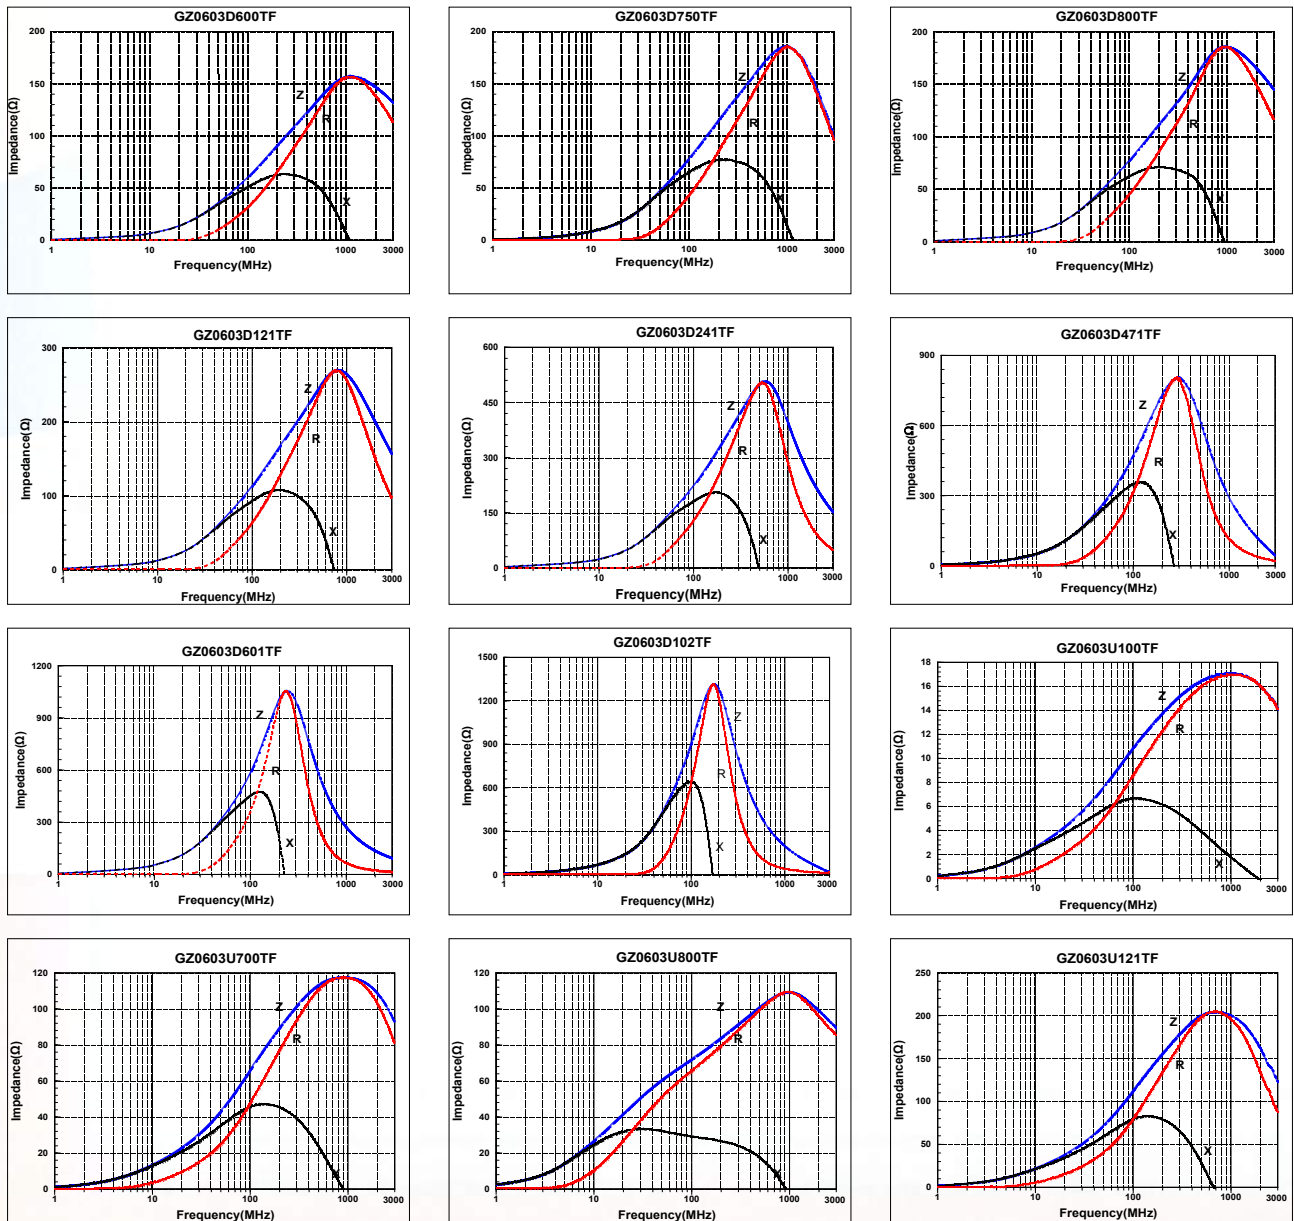 GZ0603D600TF
200
150
100
50
0
Impedance(Ω)
Z
R
X
1
10
100
1000
3000
Frequency(MHz)
GZ0603D750TF
200
150
100
50
0
Impedance(Ω)
Z
R
X
1
10
100
1000
3000
Frequency(MHz)
GZ0603D800TF
200
150
100
50
0
Impedance(Ω)
Z
R
X
1
10
100
1000
3000
Frequency(MHz)
GZ0603D121TF
300
200
100
0
Impedance(Ω)
Z
R
X
1
10
100
1000
3000
Frequency(MHz)
GZ0603D241TF
600
450
300
150
0
Impedance(Ω)
Z
R
X
1
10
100
1000
3000
Frequency(MHz)
GZ0603D471TF
900
600
300
0
Impedance(Ω)
Z
R
X
1
10
100
1000
3000
Frequency(MHz)
GZ0603D601TF
1200
900
600
300
0
Impedance(Ω)
Z
R
X
1
10
100
1000
3000
Frequency(MHz)
GZ0603D102TF
1500
1200
900
600
300
0
Impedance(Ω)
Z
R
X
1
10
100
1000
3000
Frequency(MHz)
GZ0603U100TF
18
16
14
12
10
8
6
4
2
0
Impedance(Ω)
Z
R
X
1
10
100
1000
3000
Frequency(MHz)
GZ0603U700TF
120
100
80
60
40
20
0
Impedance(Ω)
Z
R
X
1
10
100
1000
3000
Frequency(MHz)
GZ0603U800TF
120
100
80
60
40
20
0
Impedance(Ω)
Z
R
X
1
10
100
1000
3000
Frequency(MHz)
GZ0603U121TF
250
200
150
100
50
0
Impedance(Ω)
Z
R
X
1
10
100
1000
3000
Frequency(MHz)